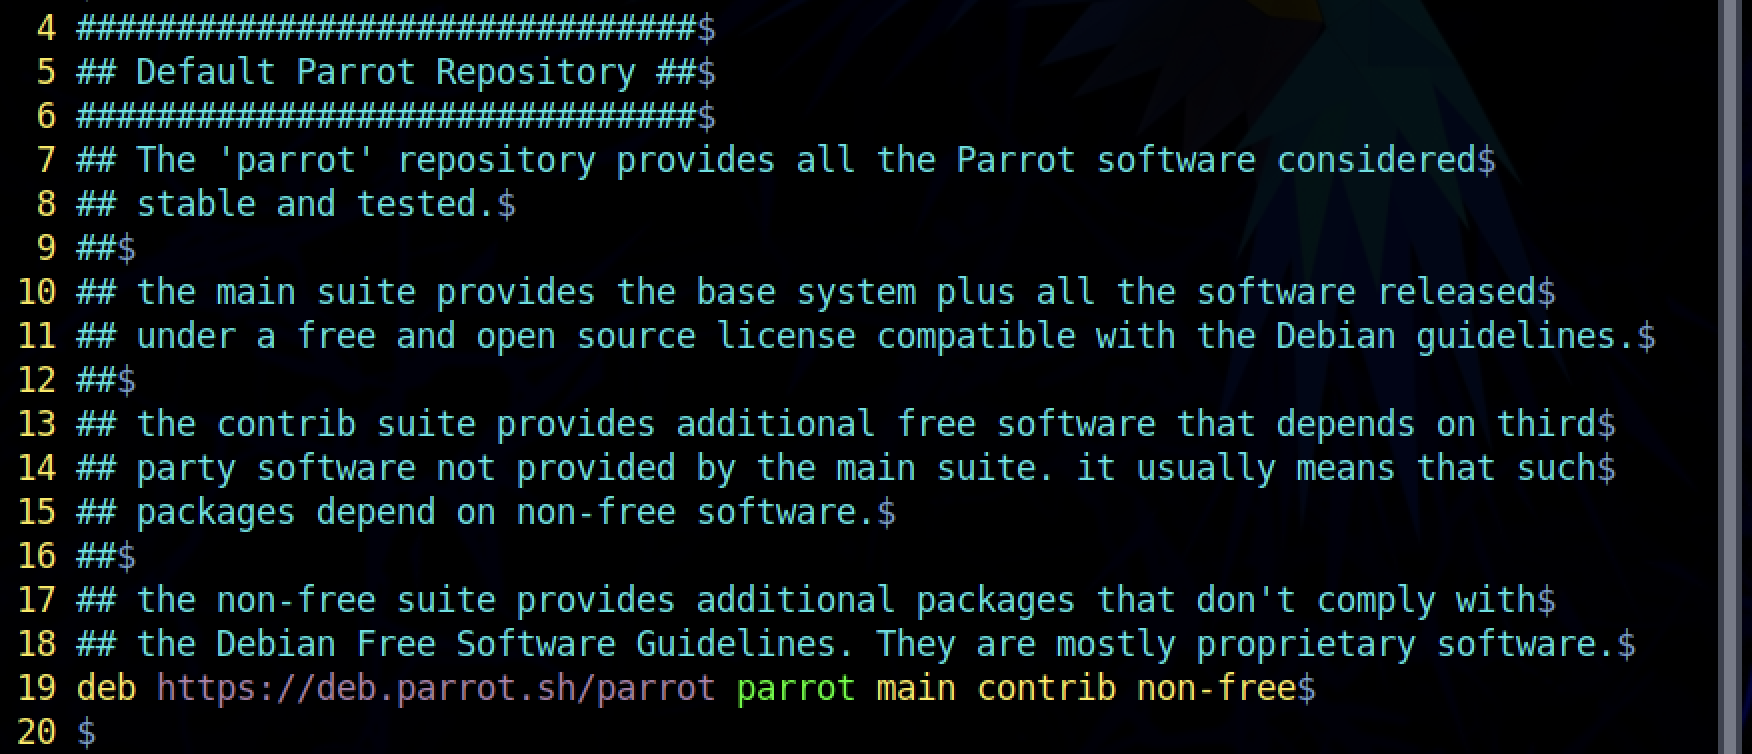 4 ###############################$
5 ## Default Parrot Repository ##$
6 ###############################$
7 ## The 'parrot' repository provides all the Parrot software considered$
8 ## stable and tested.$
9 ##$
10 ## the main suite provides the base system plus all the software released$
11 ## under a free and open source license compatible with the Debian guidelines.$
12 ##$
13 ## the contrib suite provides additional free software that depends on third$
14 ## party software not provided by the main suite. it usually means that such$
15 ## packages depend on non-free software.$
16 ##$
17 ## the non-free suite provides additional packages that don't comply with$
18 ## the Debian Free Software Guidelines. They are mostly proprietary software.$
19 deb https://deb.parrot.sh/parrot parrot main contrib non-free$
20 $